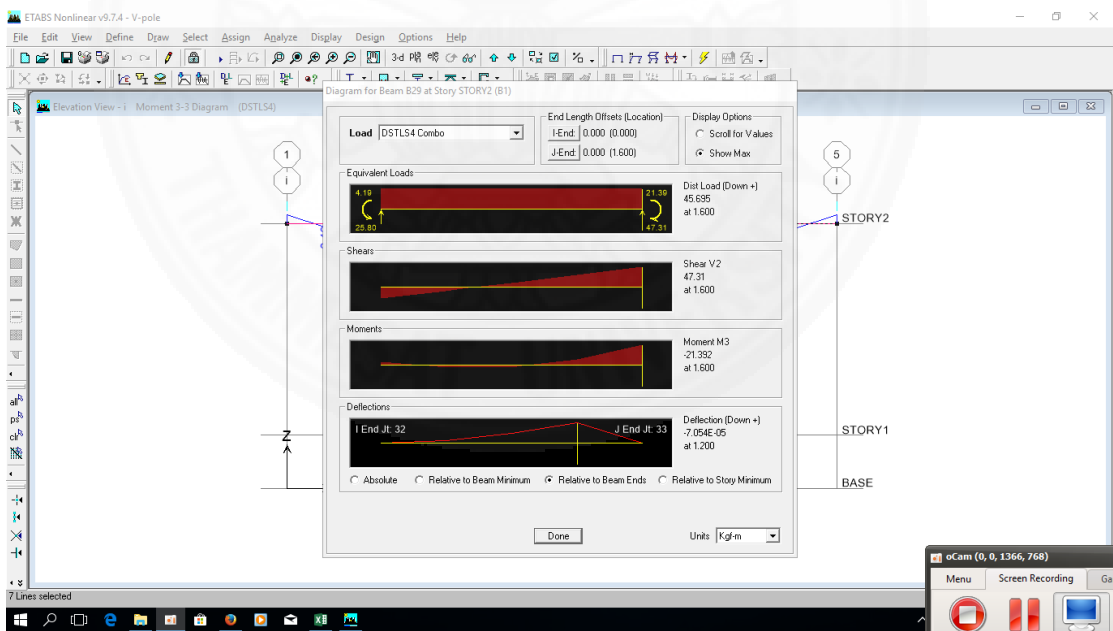 ETABS Nonlinear v9.7.4 - V-pole
File Edit View Define Draw Select Assign Analyze Display Design Options Help
Elevation View - i Moment 3-3 Diagram (DSTLS4)
Diagram for Beam B29 at Story STORY2 (B1)
Load DSTLS4 Combo
End Length Offsets (Location)
I-End: 0.000 (0.000)
J-End: 0.000 (1.600)
Display Options
Scroll for Values
Show Max
Equivalent Loads
4.19
21.39
25.80
47.31
Dist Load (Down +)
45.695
at 1.600
Shears
Shear V2
47.31
at 1.600
Moments
Moment M3
-21.392
at 1.600
Deflections
I End Jt: 32
J End Jt: 33
Deflection (Down +)
-7.054E-05
at 1.200
Absolute Relative to Beam Minimum Relative to Beam Ends Relative to Story Minimum
Done
Units Kgf-m
1
i
5
i
STORY2
STORY1
BASE
Z
3-d
all
ps
clr
7 Lines selected
oCam (0, 0, 1366, 768)
Menu Screen Recording Ga